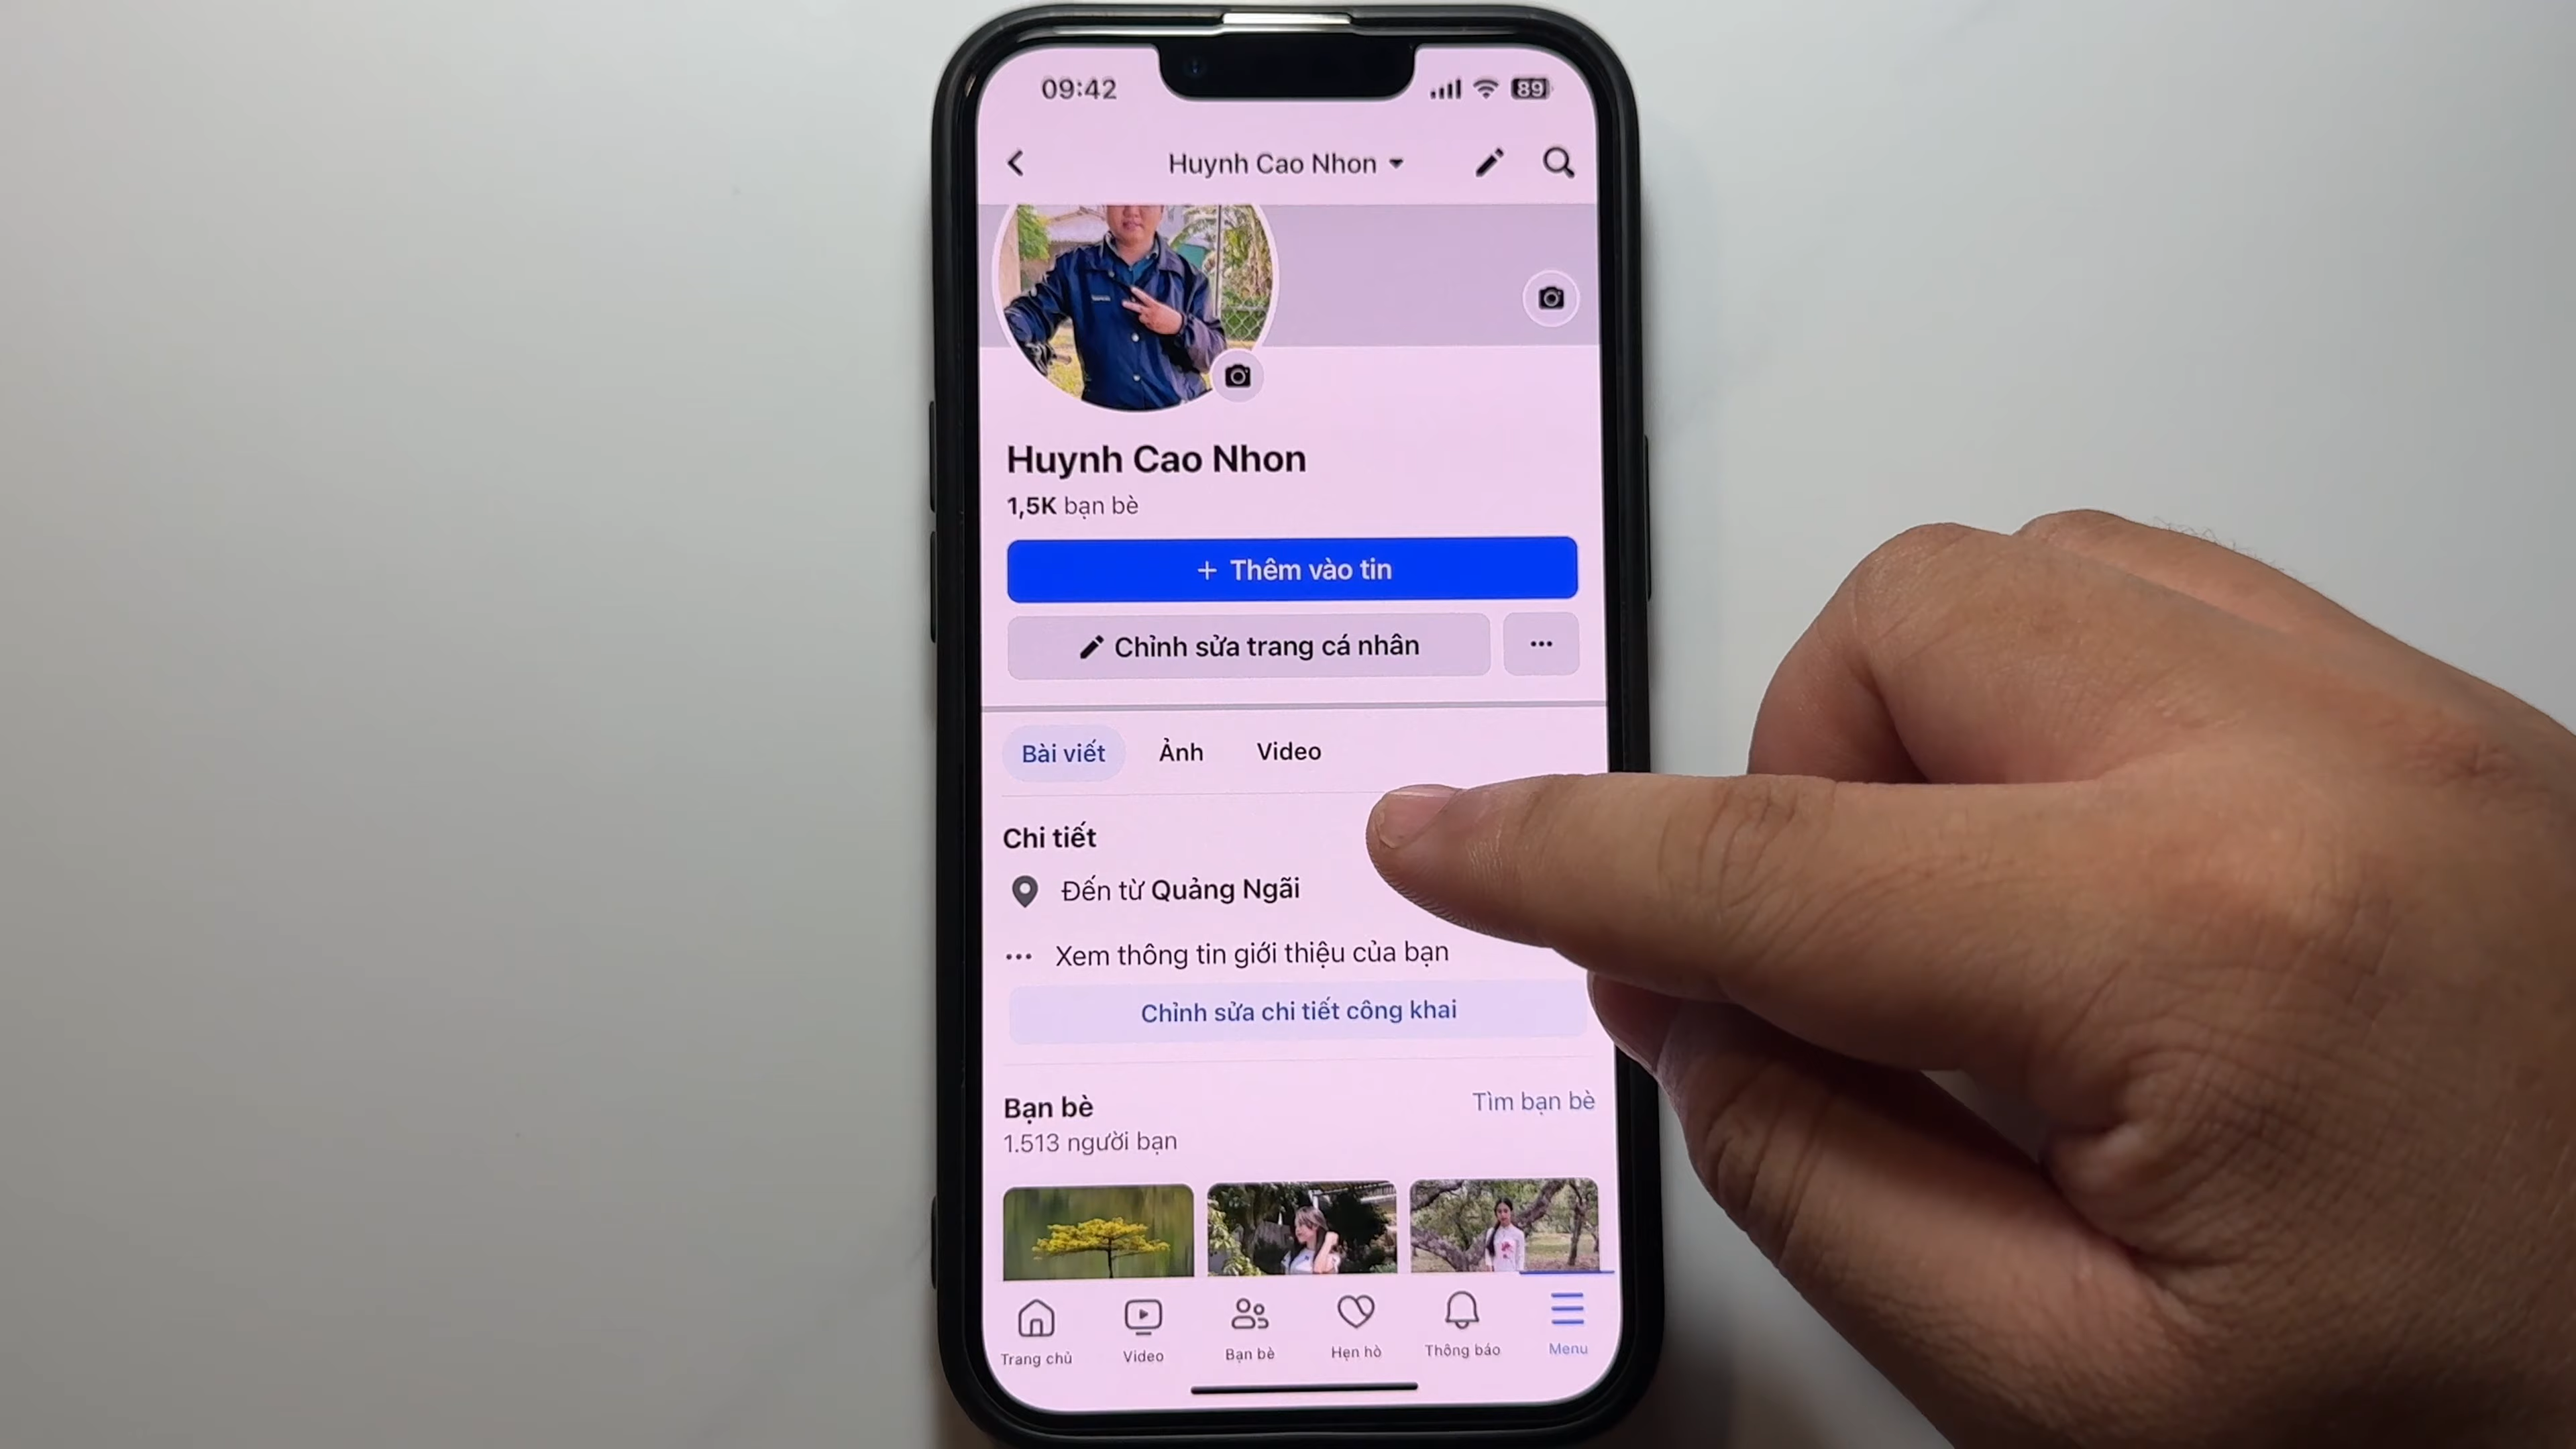 09:42
89
Huynh Cao Nhon
Huynh Cao Nhon
1,5K bạn bè
+ Thêm vào tin
Chỉnh sửa trang cá nhân
Bài viết
Ảnh
Video
Chi tiết
Đến từ Quảng Ngãi
Xem thông tin giới thiệu của bạn
Chỉnh sửa chi tiết công khai
Bạn bè
Tìm bạn bè
1.513 người bạn
Trang chủ
Video
Bạn bè
Hẹn hò
Thông báo
Menu